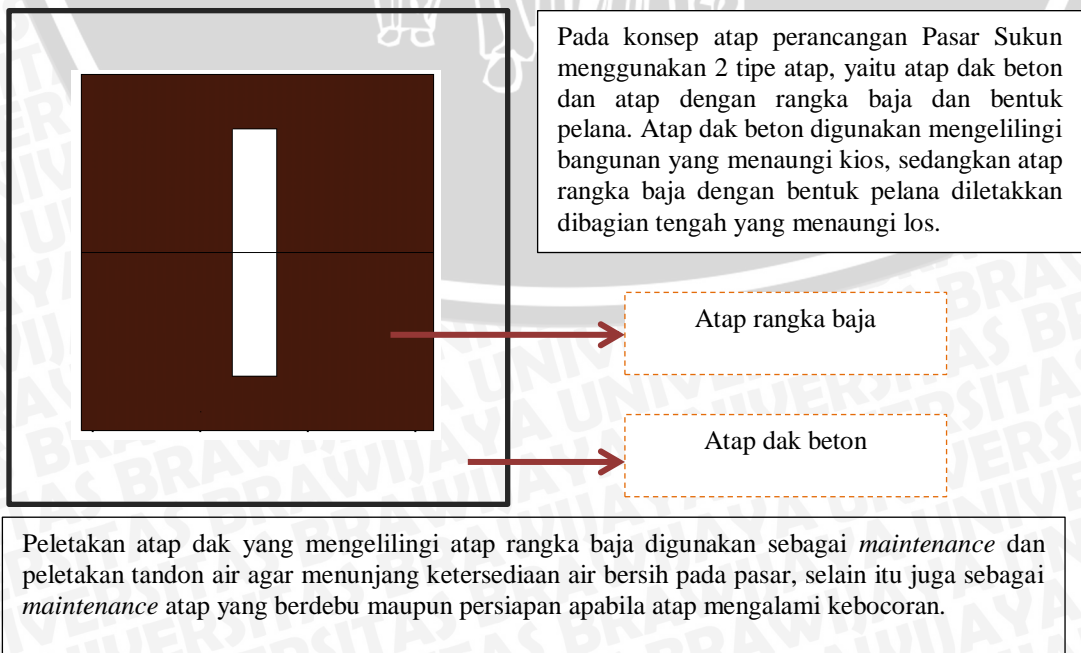 Pada konsep atap perancangan Pasar Sukun
menggunakan 2 tipe atap, yaitu atap dak beton
dan atap dengan rangka baja dan bentuk
pelana. Atap dak beton digunakan mengelilingi
bangunan yang menaungi kios, sedangkan atap
rangka baja dengan bentuk pelana diletakkan
dibagian tengah yang menaungi los.
Atap rangka baja
Atap dak beton
Peletakan atap dak yang mengelilingi atap rangka baja digunakan sebagai maintenance dan
peletakan tandon air agar menunjang ketersediaan air bersih pada pasar, selain itu juga sebagai
maintenance atap yang berdebu maupun persiapan apabila atap mengalami kebocoran.